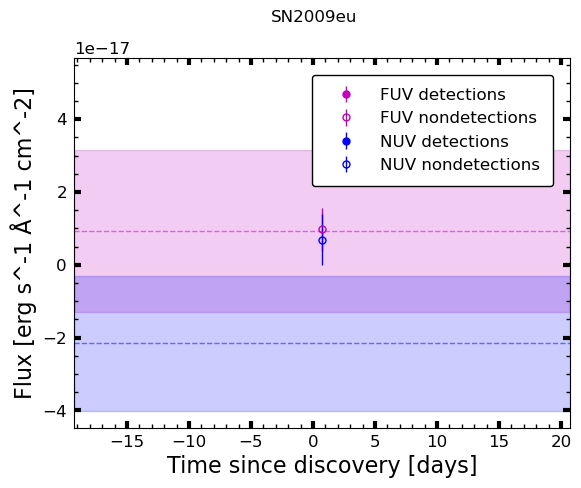 SN2009eu
1e−17
FUV detections
FUV nondetections
NUV detections
NUV nondetections
4
2
0
−2
−4
Flux [erg s^-1 Å^-1 cm^-2]
−15 −10 −5 0 5 10 15 20
Time since discovery [days]